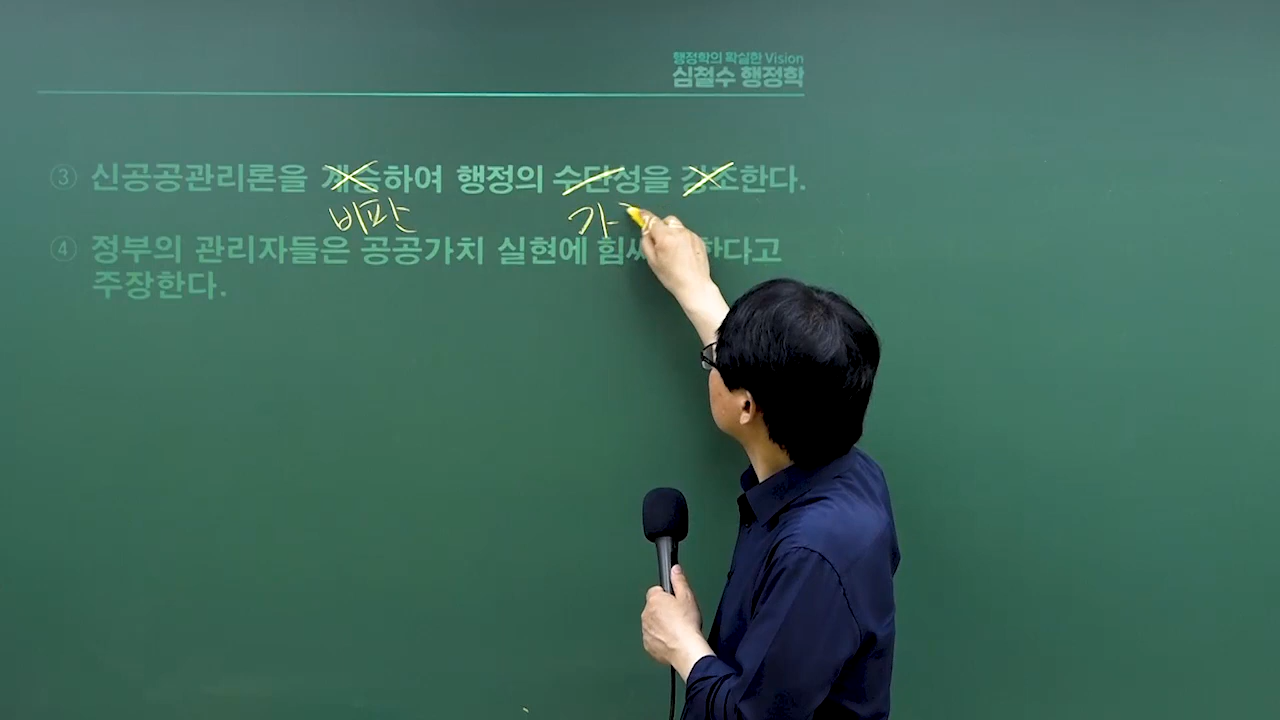 행정학의 확실한 Vision
심철수 행정학
③ 신공공관리론을 계승하여 행정의 수단성을 강조한다.
비판 가
④ 정부의 관리자들은 공공가치 실현에 힘써 한다고
주장한다.